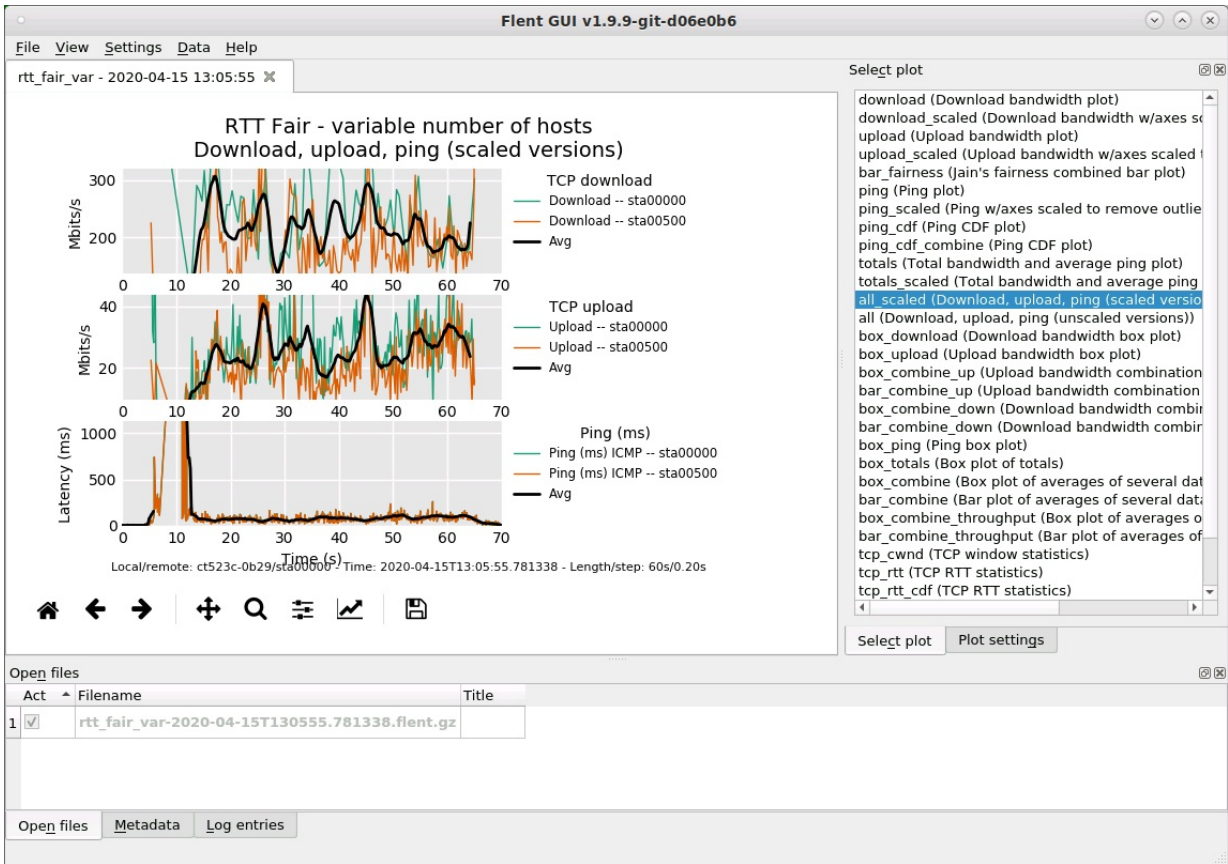 Flent GUI v1.9.9-git-d06e0b6
File View Settings Data Help
rtt_fair_var - 2020-04-15 13:05:55
RTT Fair - variable number of hosts
Download, upload, ping (scaled versions)
300
200
Mbits/s
0 10 20 30 40 50 60 70
TCP download
Download -- sta00000
Download -- sta00500
Avg
40
20
Mbits/s
0 10 20 30 40 50 60 70
TCP upload
Upload -- sta00000
Upload -- sta00500
Avg
1000
500
0
Latency (ms)
0 10 20 30 40 50 60 70
Time (s)
Ping (ms)
Ping (ms) ICMP -- sta00000
Ping (ms) ICMP -- sta00500
Avg
Local/remote: ct523c-0b29/sta00000 - Time: 2020-04-15T13:05:55.781338 - Length/step: 60s/0.20s
Select plot
download (Download bandwidth plot)
download_scaled (Download bandwidth w/axes sc
upload (Upload bandwidth plot)
upload_scaled (Upload bandwidth w/axes scaled t
bar_fairness (Jain's fairness combined bar plot)
ping (Ping plot)
ping_scaled (Ping w/axes scaled to remove outlie
ping_cdf (Ping CDF plot)
ping_cdf_combine (Ping CDF plot)
totals (Total bandwidth and average ping plot)
totals_scaled (Total bandwidth and average ping
all_scaled (Download, upload, ping (scaled versio
all (Download, upload, ping (unscaled versions))
box_download (Download bandwidth box plot)
box_upload (Upload bandwidth box plot)
box_combine_up (Upload bandwidth combination
bar_combine_up (Upload bandwidth combination
box_combine_down (Download bandwidth combin
bar_combine_down (Download bandwidth combin
box_ping (Ping box plot)
box_totals (Box plot of totals)
box_combine (Box plot of averages of several dat
bar_combine (Bar plot of averages of several data
box_combine_throughput (Box plot of averages o
bar_combine_throughput (Bar plot of averages of
tcp_cwnd (TCP window statistics)
tcp_rtt (TCP RTT statistics)
tcp_rtt_cdf (TCP RTT statistics)
Select plot Plot settings
Open files
Act Filename Title
1 rtt_fair_var-2020-04-15T130555.781338.flent.gz
Open files Metadata Log entries